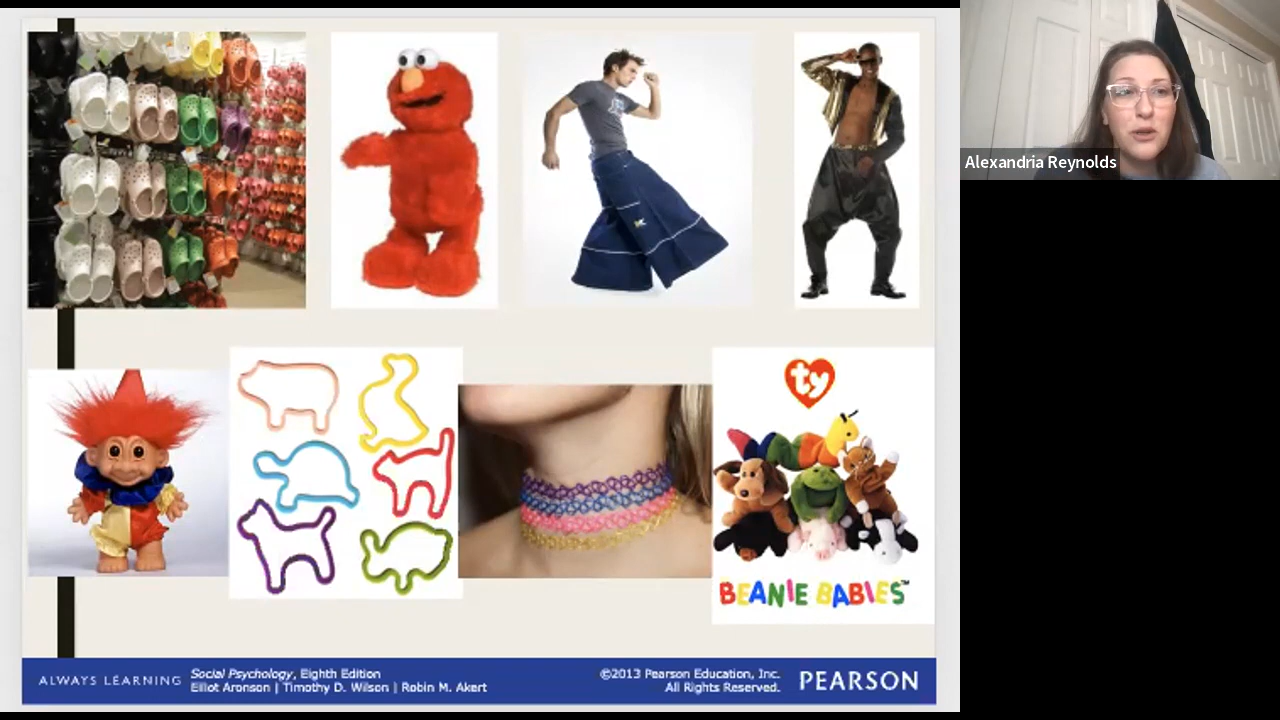 Alexandria Reynolds
ty
BEANIE BABIES™
ALWAYS LEARNING
Social Psychology, Eighth Edition
Elliot Aronson | Timothy D. Wilson | Robin M. Akert
©2013 Pearson Education, Inc.
All Rights Reserved.
PEARSON